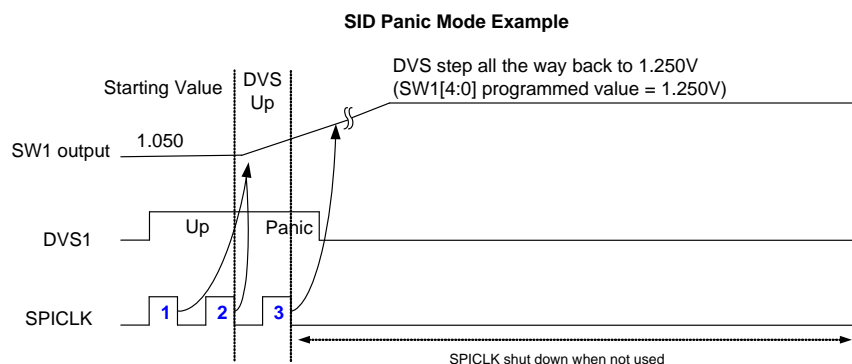 SID Panic Mode Example
DVS step all the way back to 1.250V
(SW1[4:0] programmed value = 1.250V)
Starting Value
DVS
Up
1.050
SW1 output
Up
Panic
DVS1
1
2
3
SPICLK
SPICLK shut down when not used